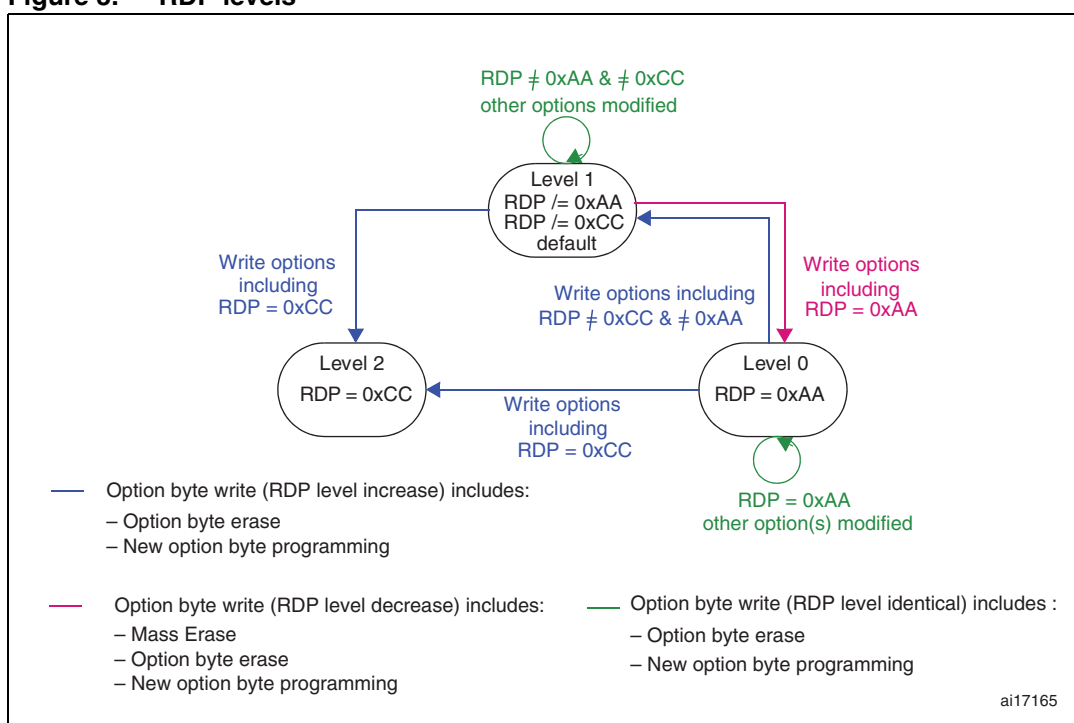 Figure 3. RDP levels
RDP ≠ 0xAA & ≠ 0xCC
other options modified
Level 1
RDP /= 0xAA
RDP /= 0xCC
default
Write options
including
RDP = 0xCC
Write options including
RDP ≠ 0xCC & ≠ 0xAA
Write options
including
RDP = 0xAA
Level 2
RDP = 0xCC
Level 0
RDP = 0xAA
Write options
including
RDP = 0xCC
RDP = 0xAA
other option(s) modified
Option byte write (RDP level increase) includes:
– Option byte erase
– New option byte programming
Option byte write (RDP level decrease) includes:
– Mass Erase
– Option byte erase
– New option byte programming
Option byte write (RDP level identical) includes :
– Option byte erase
– New option byte programming
ai17165